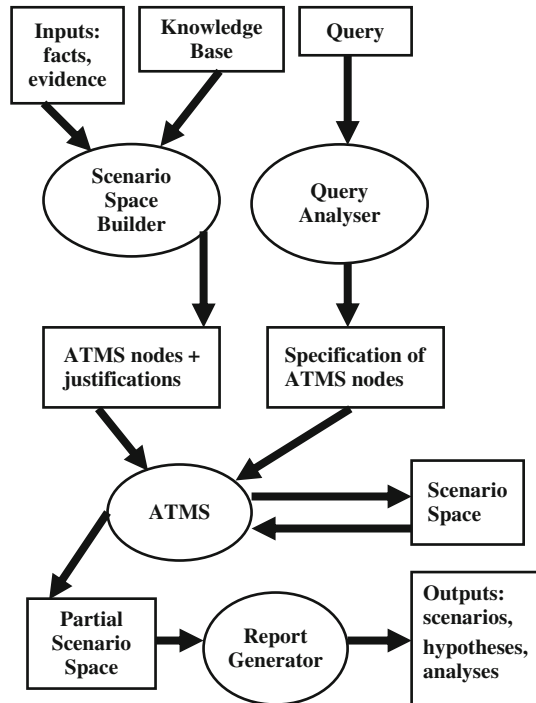 Inputs:
facts,
evidence
Knowledge
Base
Query
Scenario
Space
Builder
Query
Analyser
ATMS nodes +
justifications
Specification of
ATMS nodes
ATMS
Scenario
Space
Partial
Scenario
Space
Report
Generator
Outputs:
scenarios,
hypotheses,
analyses